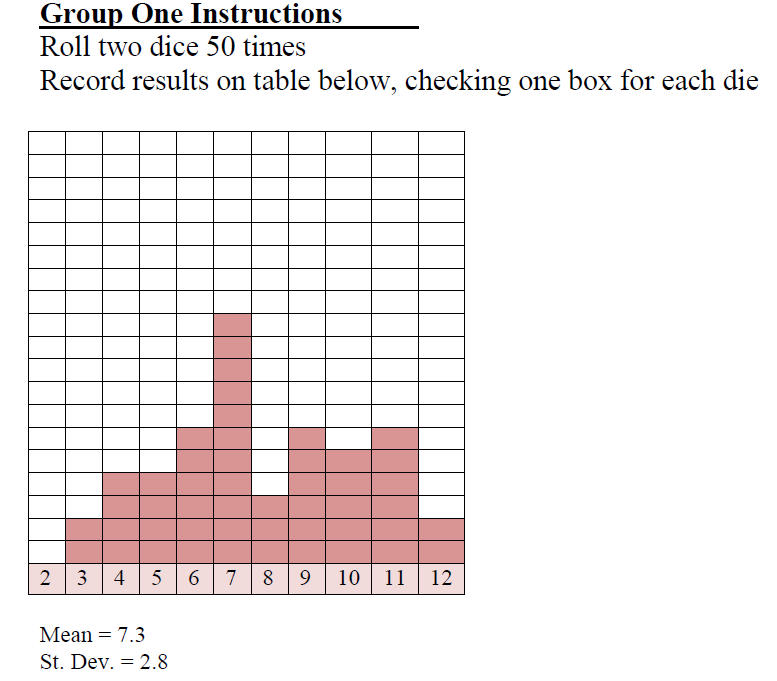 Group One Instructions
Roll two dice 50 times
Record results on table below, checking one box for each die
2 3 4 5 6 7 8 9 10 11 12
Mean = 7.3
St. Dev. = 2.8